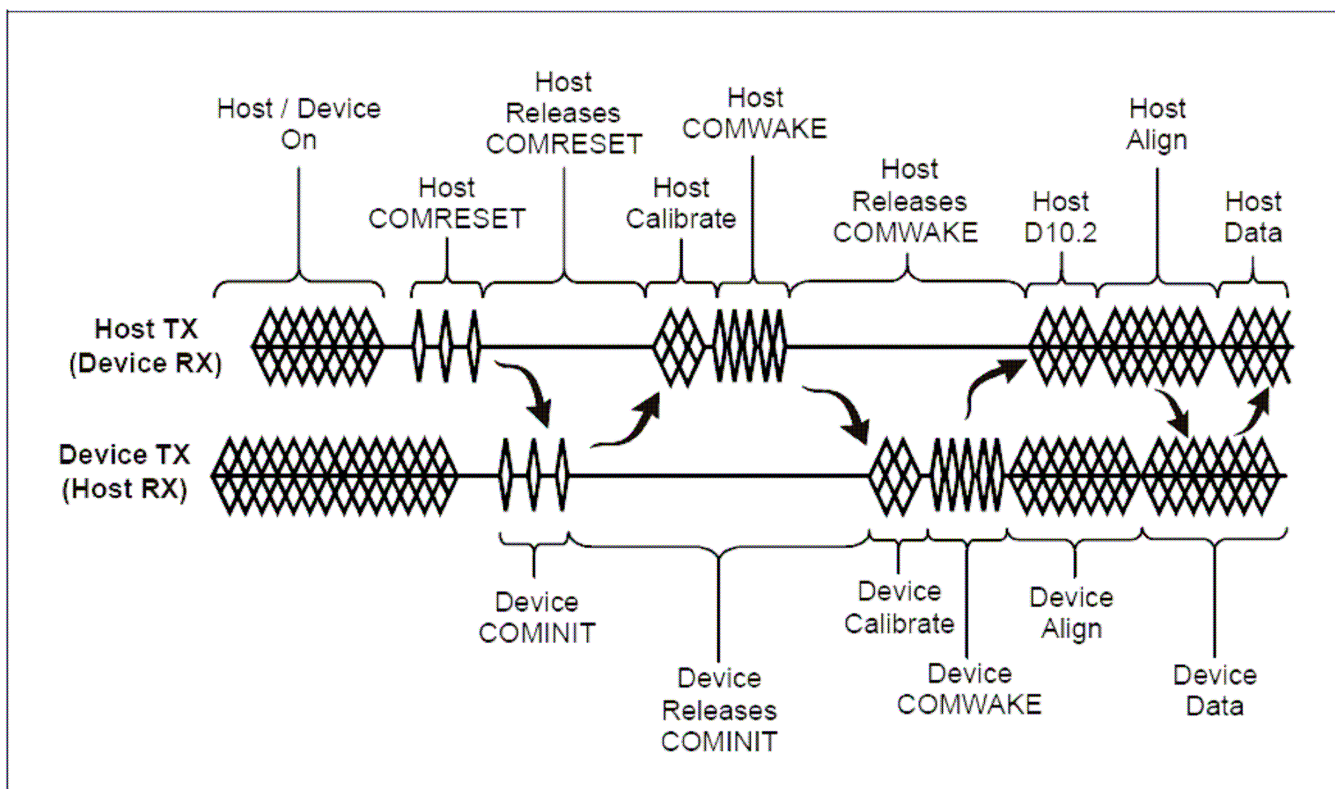 Host / Device
On
Host
COMRESET
Host
Releases
COMRESET
Host
Calibrate
Host
COMWAKE
Host
Releases
COMWAKE
Host
D10.2
Host
Align
Host
Data
Host TX
(Device RX)
Device TX
(Host RX)
Device
COMINIT
Device
Releases
COMINIT
Device
Calibrate
Device
COMWAKE
Device
Align
Device
Data